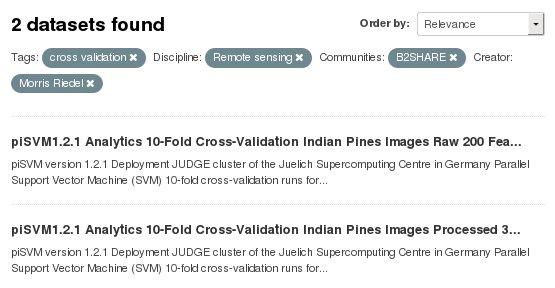 2 datasets found
Order by: Relevance
Tags: cross validation ✖ Discipline: Remote sensing ✖ Communities: B2SHARE ✖ Creator:
Morris Riedel ✖
piSVM1.2.1 Analytics 10-Fold Cross-Validation Indian Pines Images Raw 200 Fea...
piSVM version 1.2.1 Deployment JUDGE cluster of the Juelich Supercomputing Centre in Germany Parallel
Support Vector Machine (SVM) 10-fold cross-validation runs for...
piSVM1.2.1 Analytics 10-Fold Cross-Validation Indian Pines Images Processed 3...
piSVM version 1.2.1 Deployment JUDGE cluster of the Juelich Supercomputing Centre in Germany Parallel
Support Vector Machine (SVM) 10-fold cross-validation runs for...